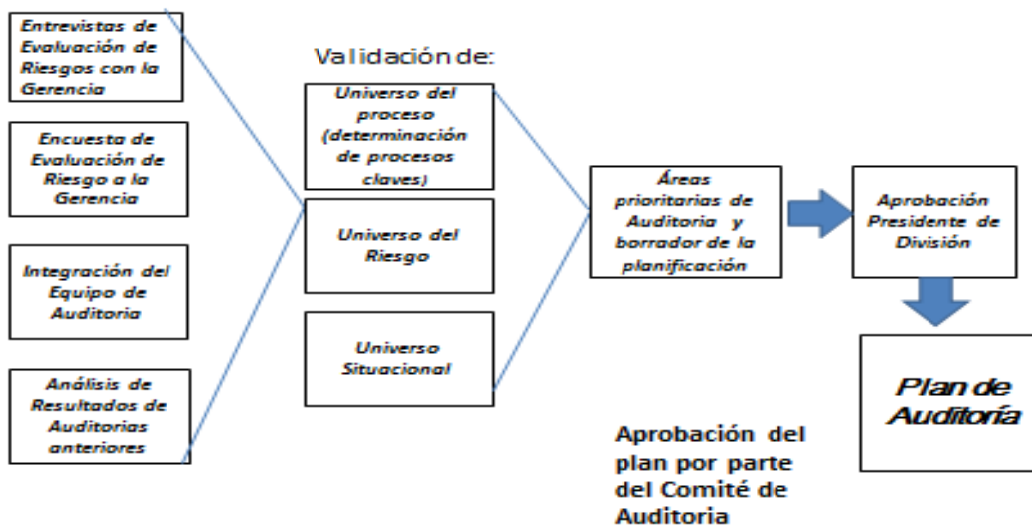 Entrevistas de
Evaluación de
Riesgos con la
Gerencia
Encuesta de
Evaluación de
Riesgo a la
Gerencia
Integración del
Equipo de
Auditoria
Análisis de
Resultados de
Auditorias
anteriores
Validación de:
Universo del
proceso
(determinación
de procesos
claves)
Universo del
Riesgo
Universo
Situacional
Áreas
prioritarias de
Auditoria y
borrador de la
planificación
Aprobación
Presidente de
División
Plan de
Auditoría
Aprobación del
plan por parte
del Comité de
Auditoria